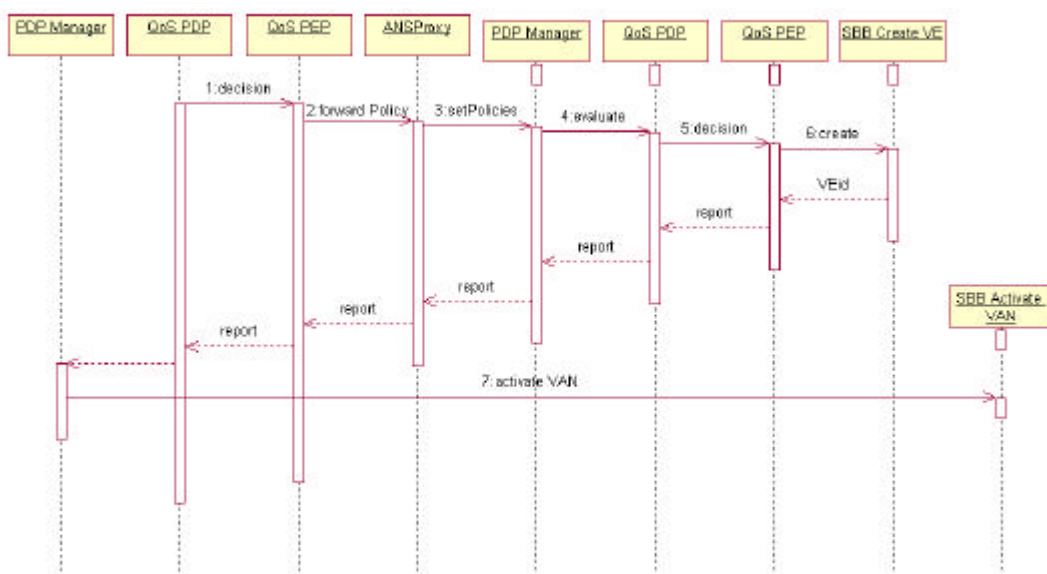 PDP Manager
QoS PDP
QoS PEP
ANSProxy
PDP Manager
QoS PDP
QoS PEP
SBB Create VE
1:decision
2:forward Policy
3:setPolicies
4:evaluate
5:decision
6:create
VEid
report
report
report
report
report
SBB Activate
VAN
7:activate VAN